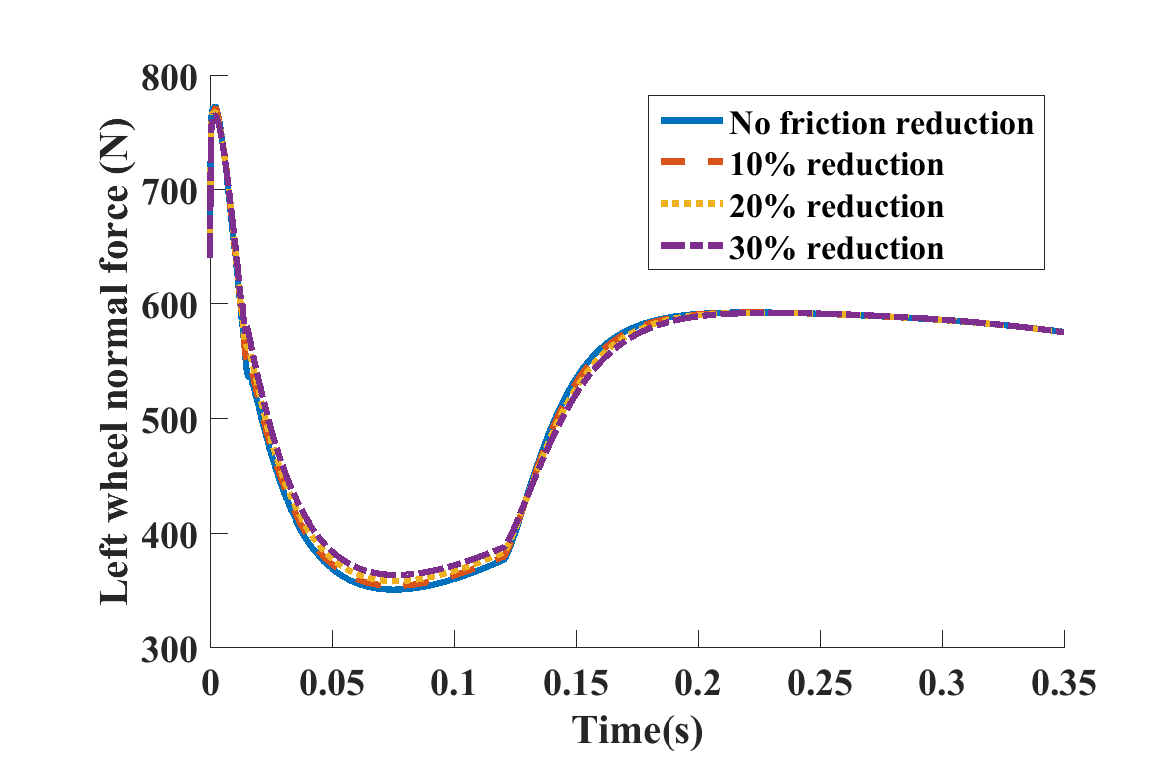 800
700
600
500
400
300
Left wheel normal force (N)
No friction reduction
10% reduction
20% reduction
30% reduction
0 0.05 0.1 0.15 0.2 0.25 0.3 0.35
Time(s)